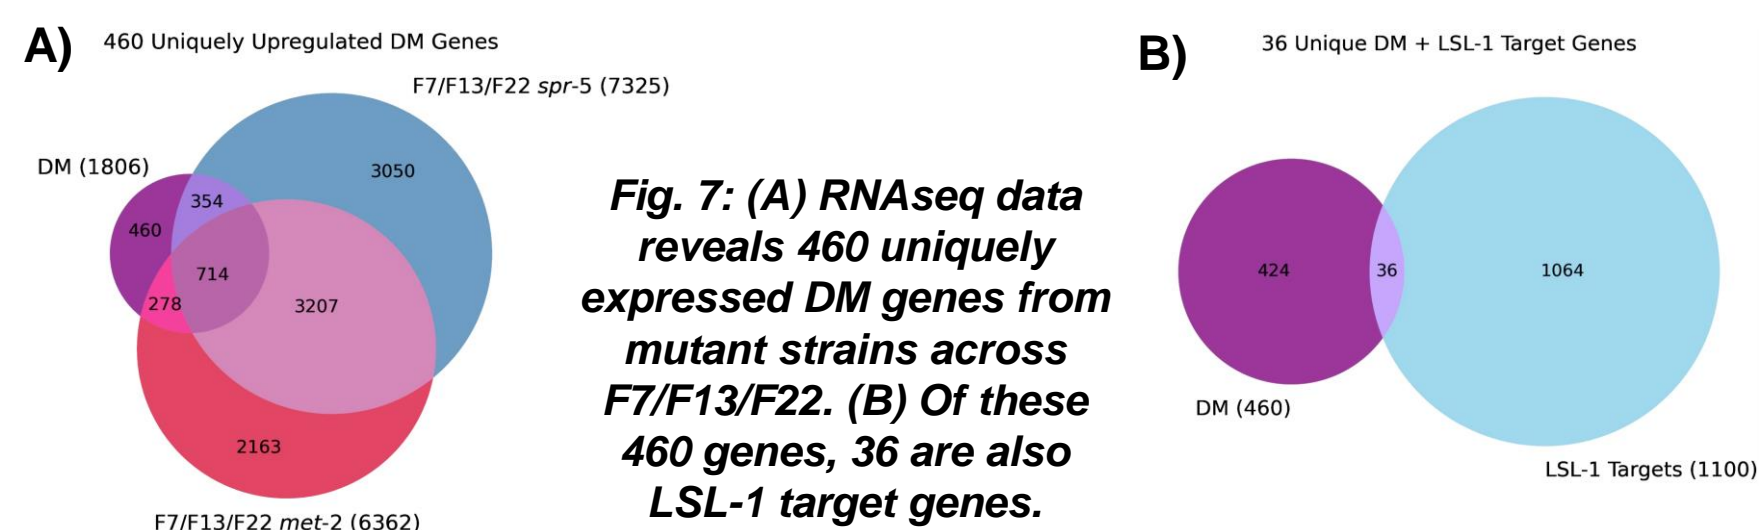 A)
460 Uniquely Upregulated DM Genes
F7/F13/F22 spr-5 (7325)
DM (1806)
3050
354
460
714
278
3207
2163
F7/F13/F22 met-2 (6362)
Fig. 7: (A) RNAseq data
reveals 460 uniquely
expressed DM genes from
mutant strains across
F7/F13/F22. (B) Of these
460 genes, 36 are also
LSL-1 target genes.
B)
36 Unique DM + LSL-1 Target Genes
424
36
1064
DM (460)
LSL-1 Targets (1100)